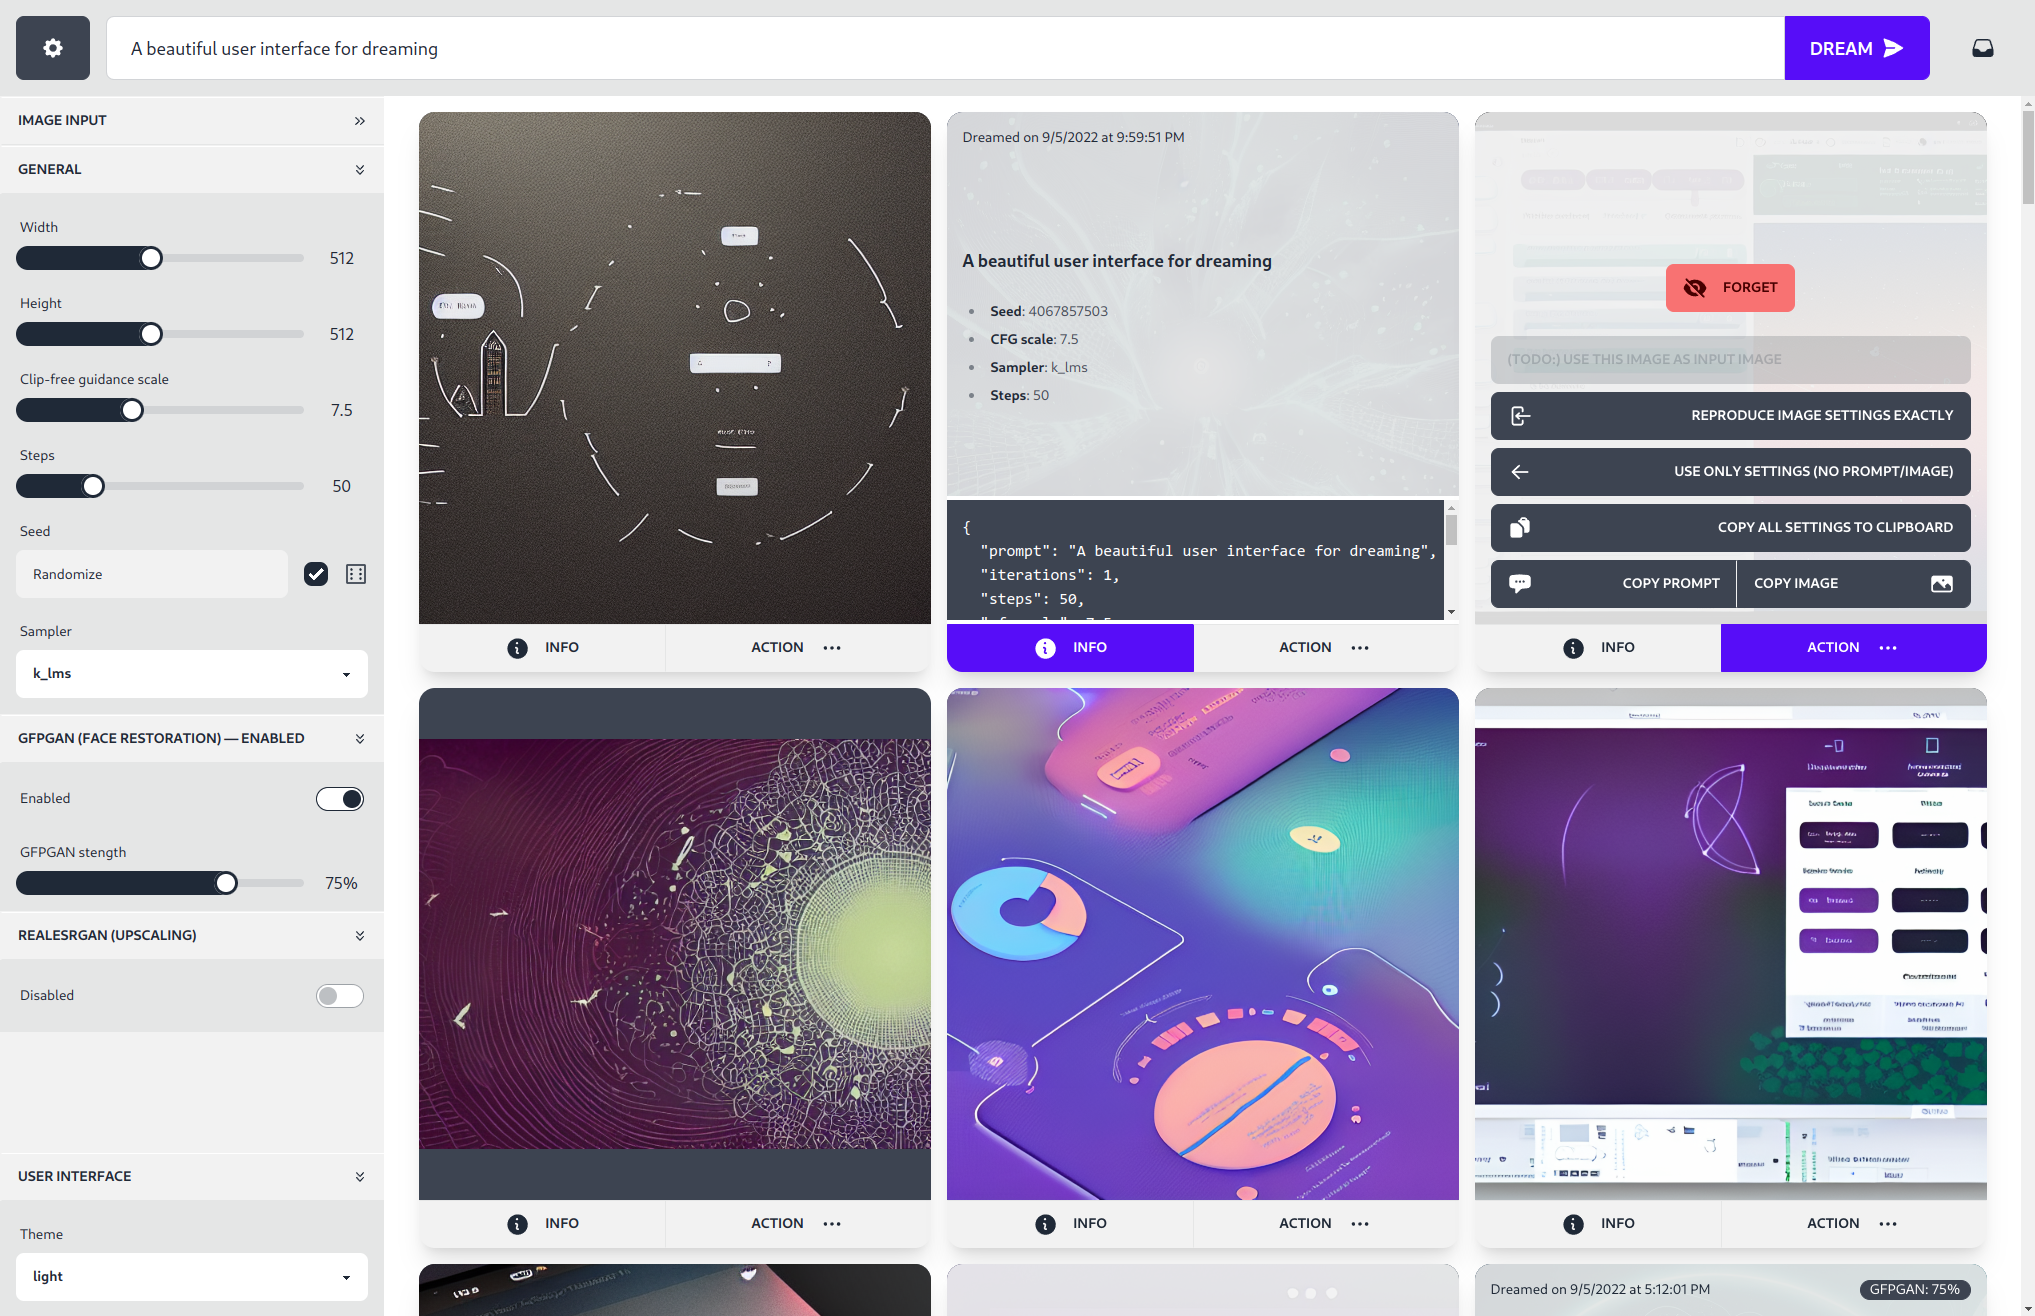 A beautiful user interface for dreaming
DREAM
IMAGE INPUT
GENERAL
Width
512
Height
512
Clip-free guidance scale
7.5
Steps
50
Seed
Randomize
Sampler
k_lms
GFPGAN (FACE RESTORATION) — ENABLED
Enabled
GFPGAN stength
75%
REALESRGAN (UPSCALING)
Disabled
USER INTERFACE
Theme
light
INFO
ACTION
Dreamed on 9/5/2022 at 9:59:51 PM
A beautiful user interface for dreaming
Seed: 4067857503
CFG scale: 7.5
Sampler: k_lms
Steps: 50
{
"prompt": "A beautiful user interface for dreaming",
"iterations": 1,
"steps": 50,
INFO
ACTION
FORGET
(TODO:) USE THIS IMAGE AS INPUT IMAGE
REPRODUCE IMAGE SETTINGS EXACTLY
USE ONLY SETTINGS (NO PROMPT/IMAGE)
COPY ALL SETTINGS TO CLIPBOARD
COPY PROMPT
COPY IMAGE
INFO
ACTION
INFO
ACTION
INFO
ACTION
INFO
ACTION
Dreamed on 9/5/2022 at 5:12:01 PM
GFPGAN: 75%